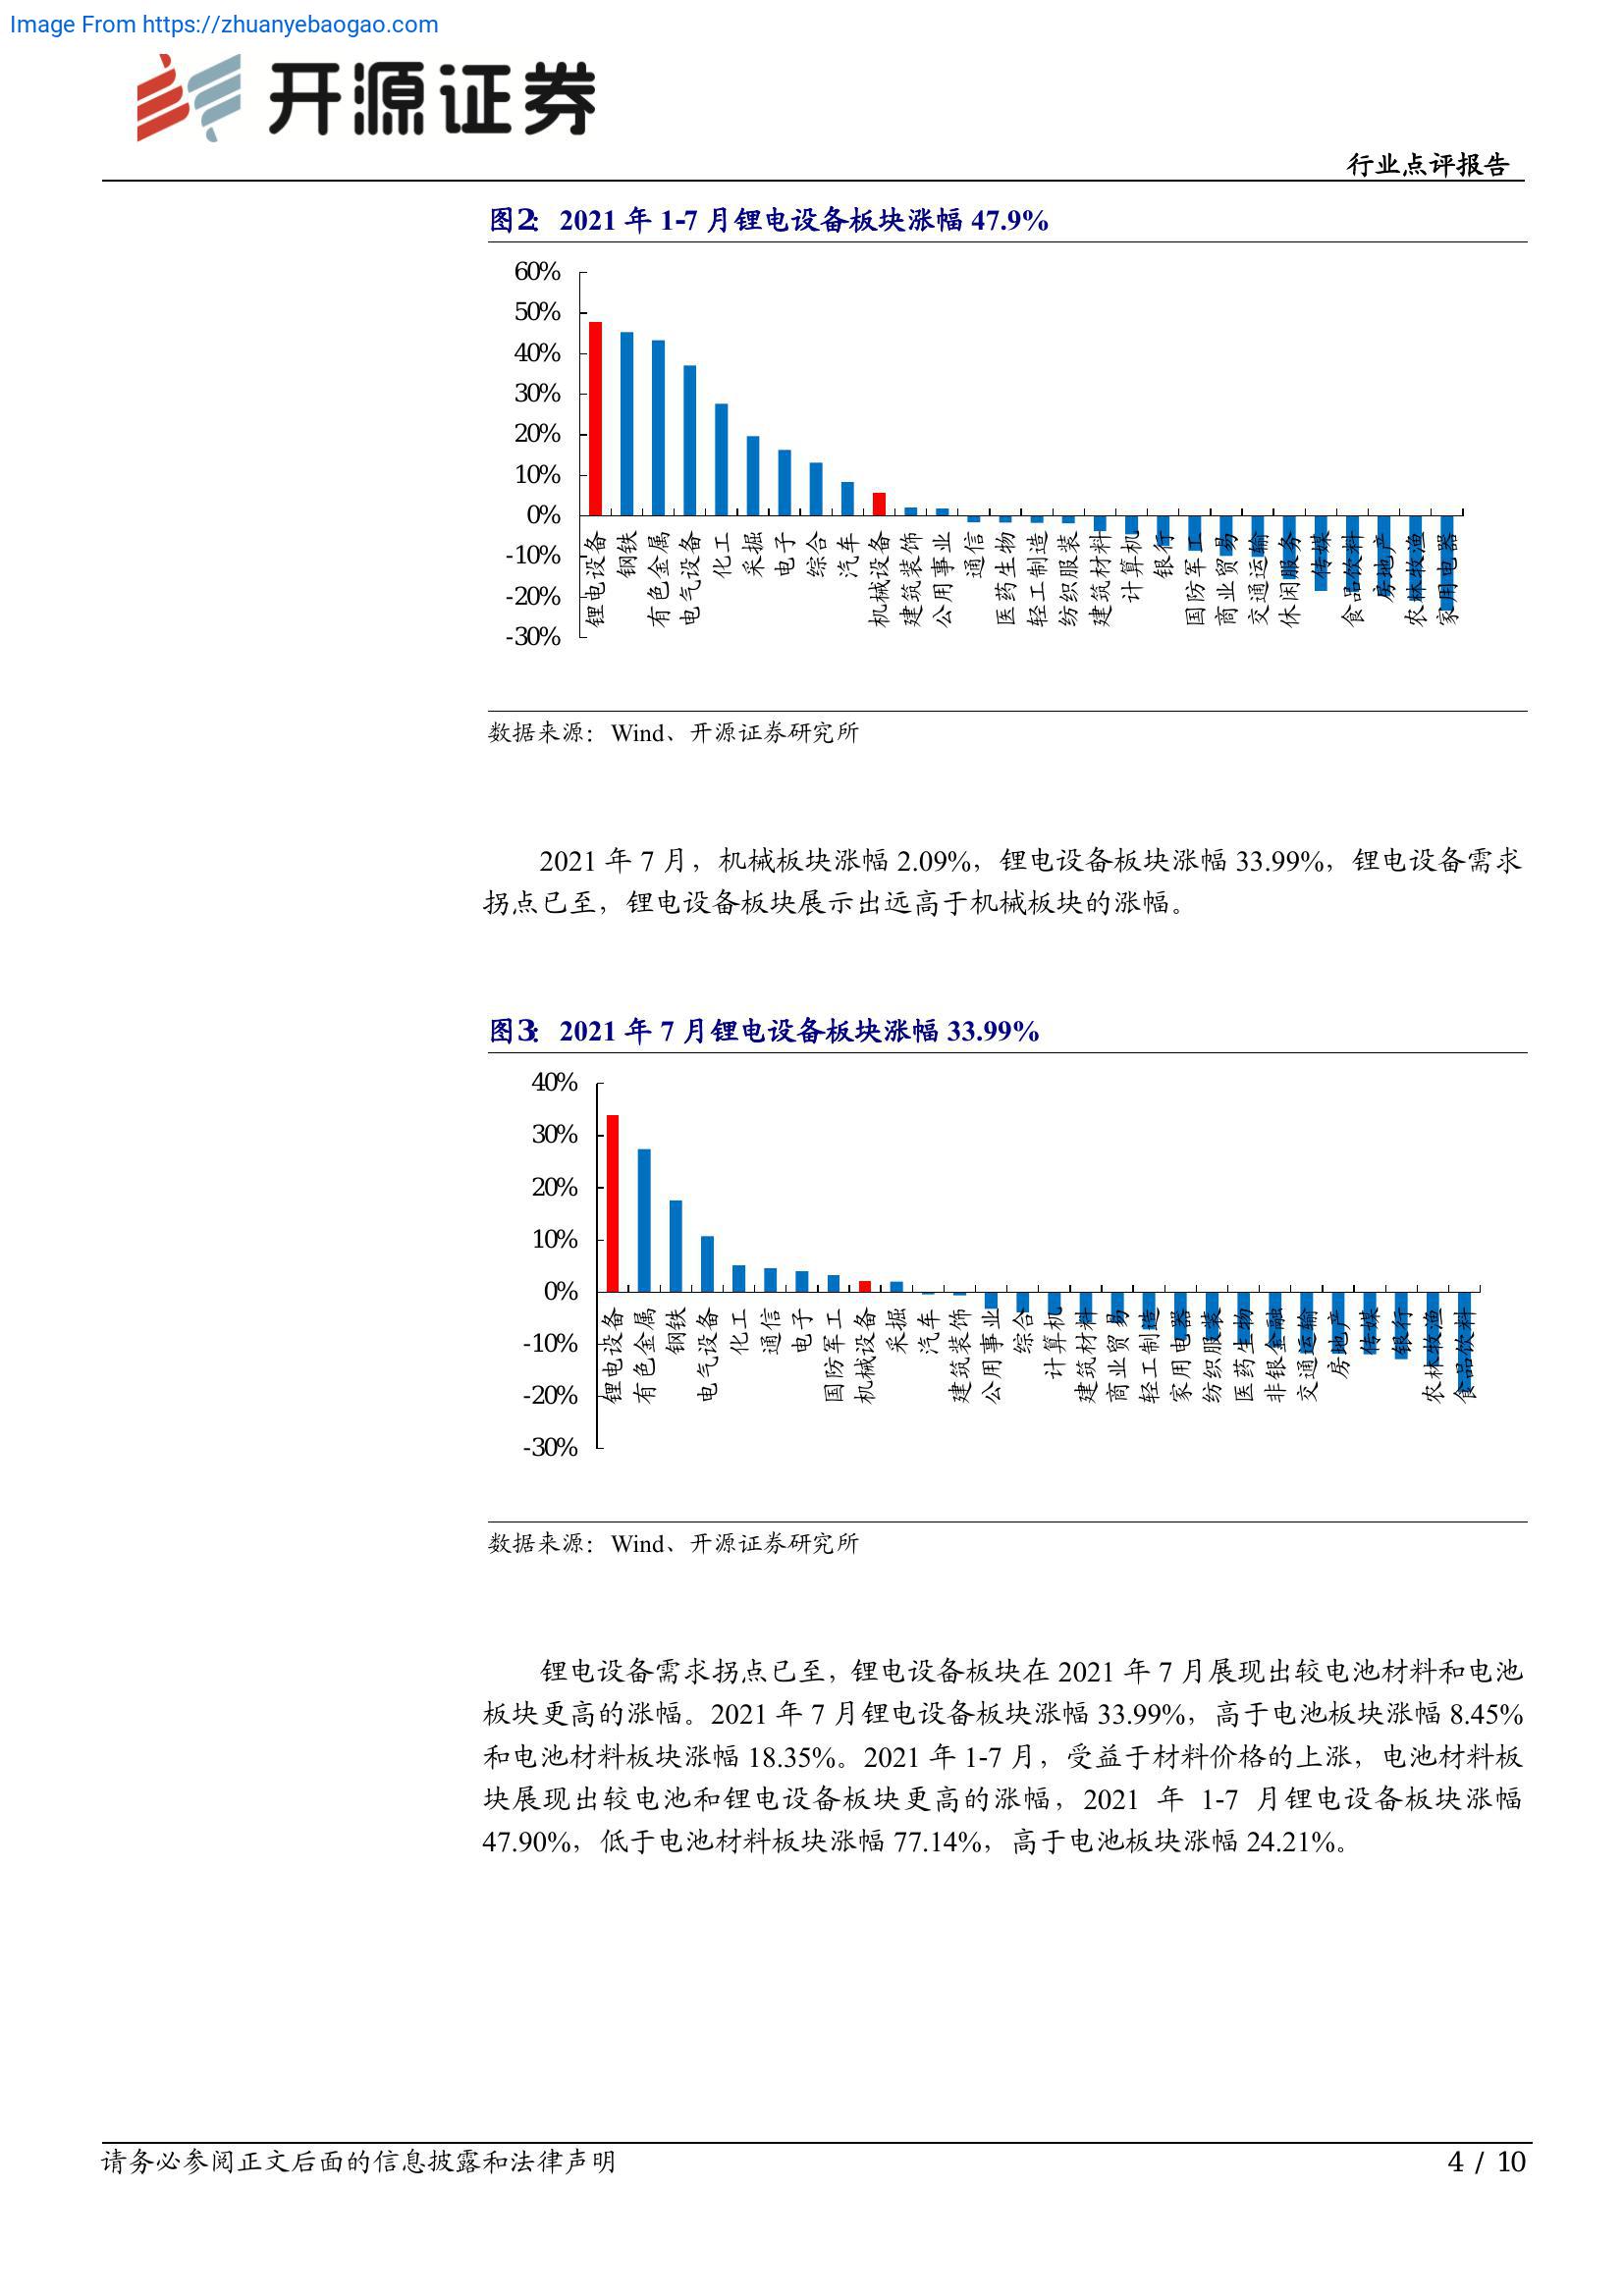 Image From https://zhuanyebaogao.com
开源证券
行业点评报告
图2： 2021 年 1-7 月锂电设备板块涨幅 47.9%
60%
50%
40%
30%
20%
10%
0%
-10%
-20%
-30%
锂电设备
钢铁
有色金属
电气设备
化工
采掘
电子
综合
汽车
机械设备
建筑装饰
公用事业
通信
医药生物
轻工制造
纺织服装
建筑材料
计算机
银行
国防军工
商业贸易
交通运输
休闲服务
传媒
食品饮料
房地产
农林牧渔
家用电器
数据来源：Wind、开源证券研究所
2021 年 7 月，机械板块涨幅 2.09%，锂电设备板块涨幅 33.99%，锂电设备需求
拐点已至，锂电设备板块展示出远高于机械板块的涨幅。
图3： 2021 年 7 月锂电设备板块涨幅 33.99%
40%
30%
20%
10%
0%
-10%
-20%
-30%
锂电设备
有色金属
钢铁
电气设备
化工
通信
电子
国防军工
机械设备
采掘
汽车
建筑装饰
公用事业
综合
计算机
建筑材料
商业贸易
轻工制造
家用电器
纺织服装
医药生物
非银金融
交通运输
房地产
传媒
银行
农林牧渔
食品饮料
数据来源：Wind、开源证券研究所
锂电设备需求拐点已至，锂电设备板块在 2021 年 7 月展现出较电池材料和电池
板块更高的涨幅。2021 年 7 月锂电设备板块涨幅 33.99%，高于电池板块涨幅 8.45%
和电池材料板块涨幅 18.35%。2021 年 1-7 月，受益于材料价格的上涨，电池材料板
块展现出较电池和锂电设备板块更高的涨幅，2021 年 1-7 月锂电设备板块涨幅
47.90%，低于电池材料板块涨幅 77.14%，高于电池板块涨幅 24.21%。
请务必参阅正文后面的信息披露和法律声明
4 / 10